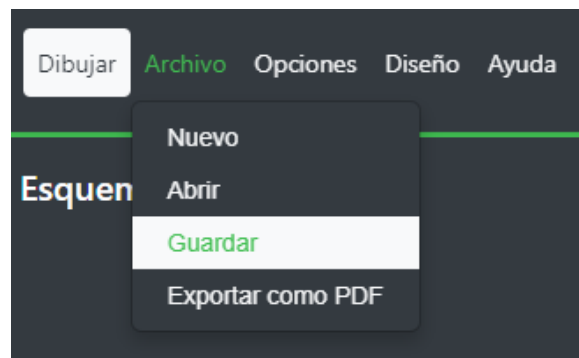 Dibujar Archivo Opciones Diseño Ayuda
Nuevo
Esquem
Abrir
Guardar
Exportar como PDF